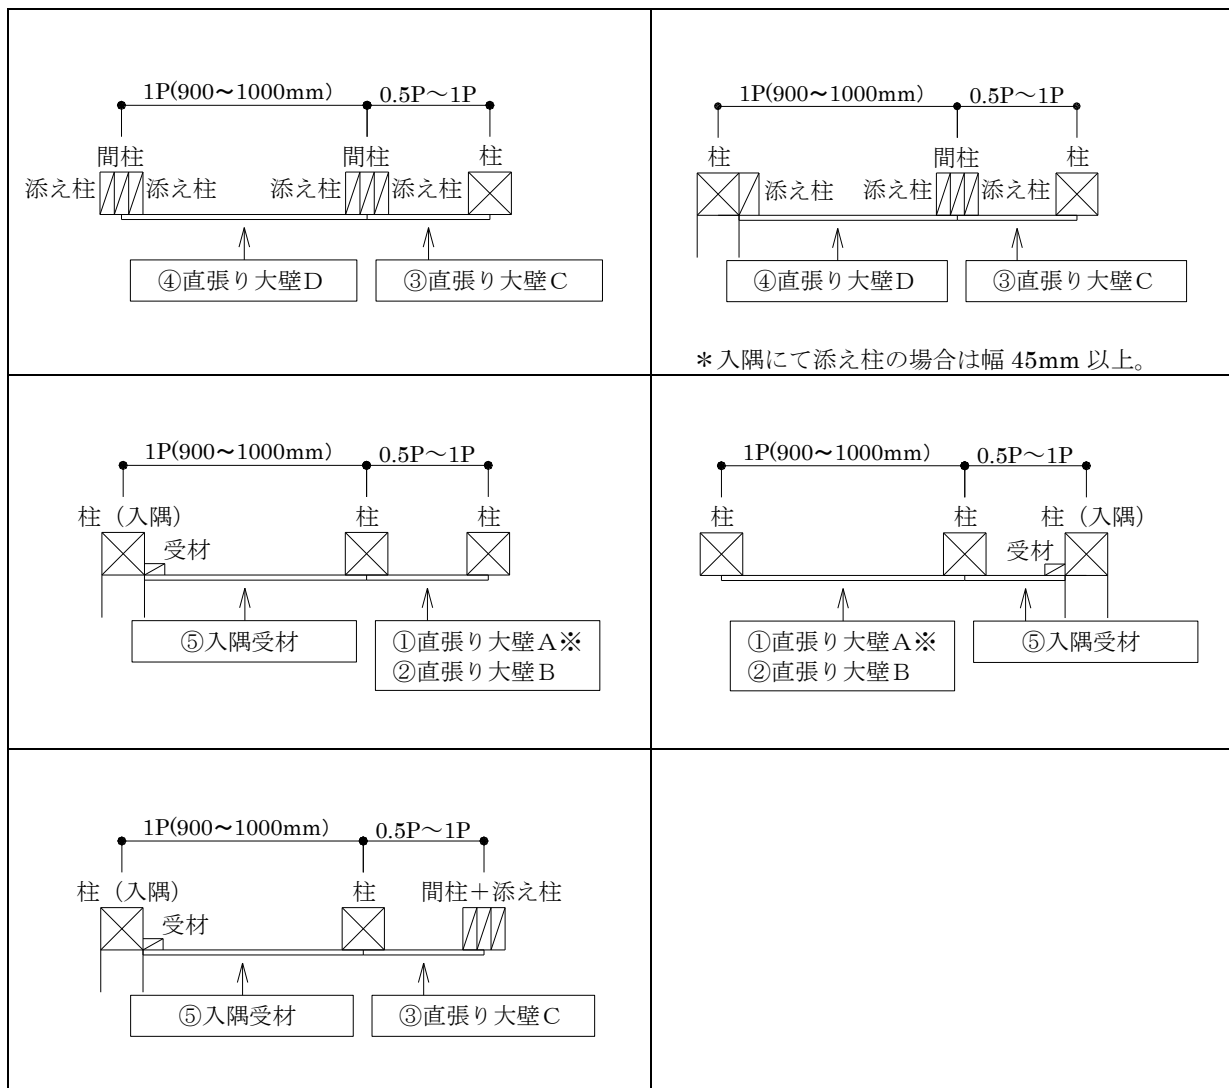 1P(900～1000mm)
0.5P～1P
間柱
間柱
柱
添え柱
添え柱
添え柱
添え柱
④直張り大壁D
③直張り大壁C
1P(900～1000mm)
0.5P～1P
柱
間柱
柱
添え柱
添え柱
添え柱
④直張り大壁D
③直張り大壁C
＊入隅にて添え柱の場合は幅 45mm 以上。
1P(900～1000mm)
0.5P～1P
柱（入隅）
柱
柱
受材
⑤入隅受材
①直張り大壁A※
②直張り大壁B
1P(900～1000mm)
0.5P～1P
柱
柱
柱（入隅）
受材
①直張り大壁A※
②直張り大壁B
⑤入隅受材
1P(900～1000mm)
0.5P～1P
柱（入隅）
柱
間柱＋添え柱
受材
⑤入隅受材
③直張り大壁C